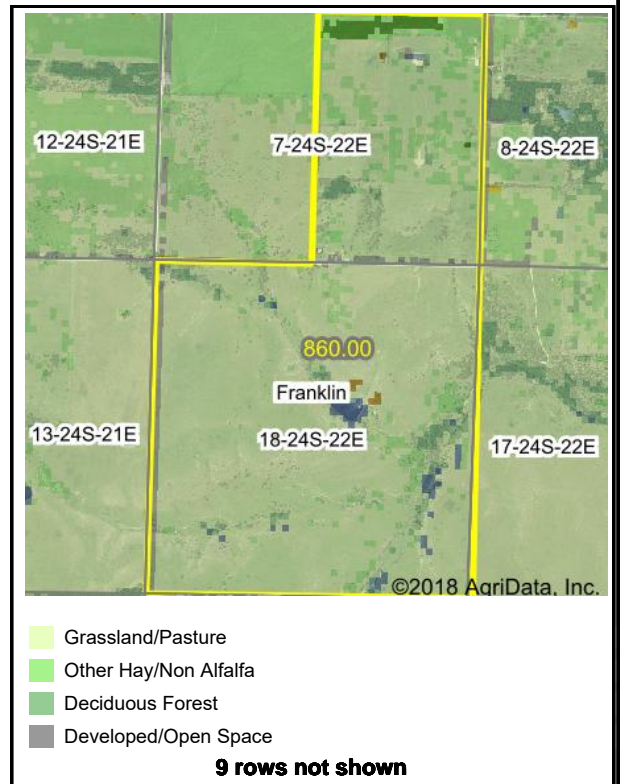 12-24S-21E
7-24S-22E
8-24S-22E
860.00
Franklin
13-24S-21E
18-24S-22E
17-24S-22E
©2018 AgriData, Inc.
Grassland/Pasture
Other Hay/Non Alfalfa
Deciduous Forest
Developed/Open Space
9 rows not shown